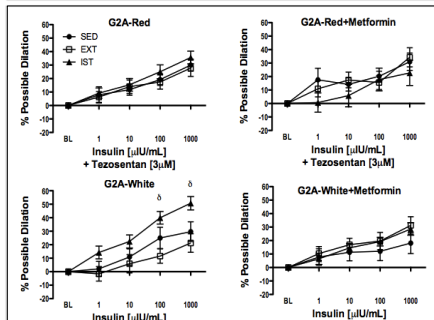 G2A-Red
% Possible Dilation
60
50
40
30
20
10
0
-10
-20
SED
EXT
IST
BL 1 10 100 1000
Insulin [µIU/mL]
+ Tezosentan [3µM]
G2A-Red+Metformin
% Possible Dilation
60
50
40
30
20
10
0
-10
-20
BL 1 10 100 1000
Insulin [µIU/mL]
+ Tezosentan [3µM]
G2A-White
% Possible Dilation
60
50
40
30
20
10
0
-10
-20
δ δ
BL 1 10 100 1000
Insulin [µIU/mL]
G2A-White+Metformin
% Possible Dilation
60
50
40
30
20
10
0
-10
-20
BL 1 10 100 1000
Insulin [µIU/mL]